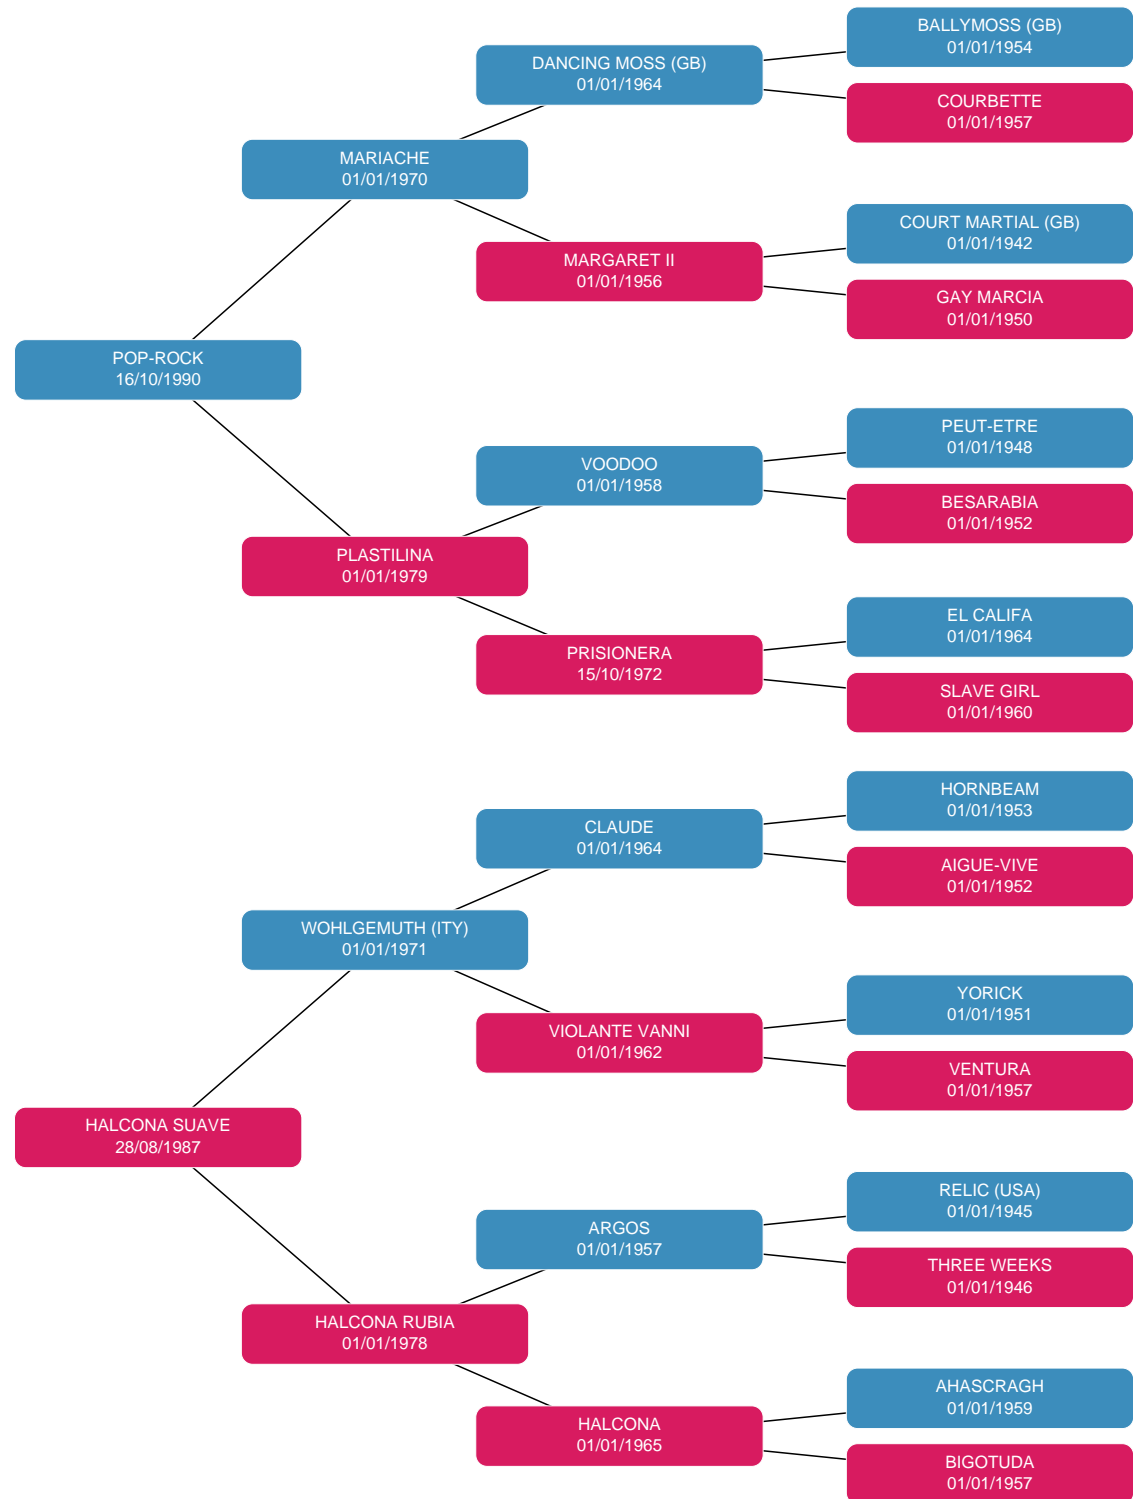 BALLYMOSS (GB)
01/01/1954
DANCING MOSS (GB)
01/01/1964
COURBETTE
01/01/1957
MARIACHE
01/01/1970
COURT MARTIAL (GB)
01/01/1942
MARGARET II
01/01/1956
GAY MARCIA
01/01/1950
POP-ROCK
16/10/1990
PEUT-ETRE
01/01/1948
VOODOO
01/01/1958
BESARABIA
01/01/1952
PLASTILINA
01/01/1979
EL CALIFA
01/01/1964
PRISIONERA
15/10/1972
SLAVE GIRL
01/01/1960
HORNBEAM
01/01/1953
CLAUDE
01/01/1964
AIGUE-VIVE
01/01/1952
WOHLGEMUTH (ITY)
01/01/1971
YORICK
01/01/1951
VIOLANTE VANNI
01/01/1962
VENTURA
01/01/1957
HALCONA SUAVE
28/08/1987
RELIC (USA)
01/01/1945
ARGOS
01/01/1957
THREE WEEKS
01/01/1946
HALCONA RUBIA
01/01/1978
AHASCRAGH
01/01/1959
HALCONA
01/01/1965
BIGOTUDA
01/01/1957